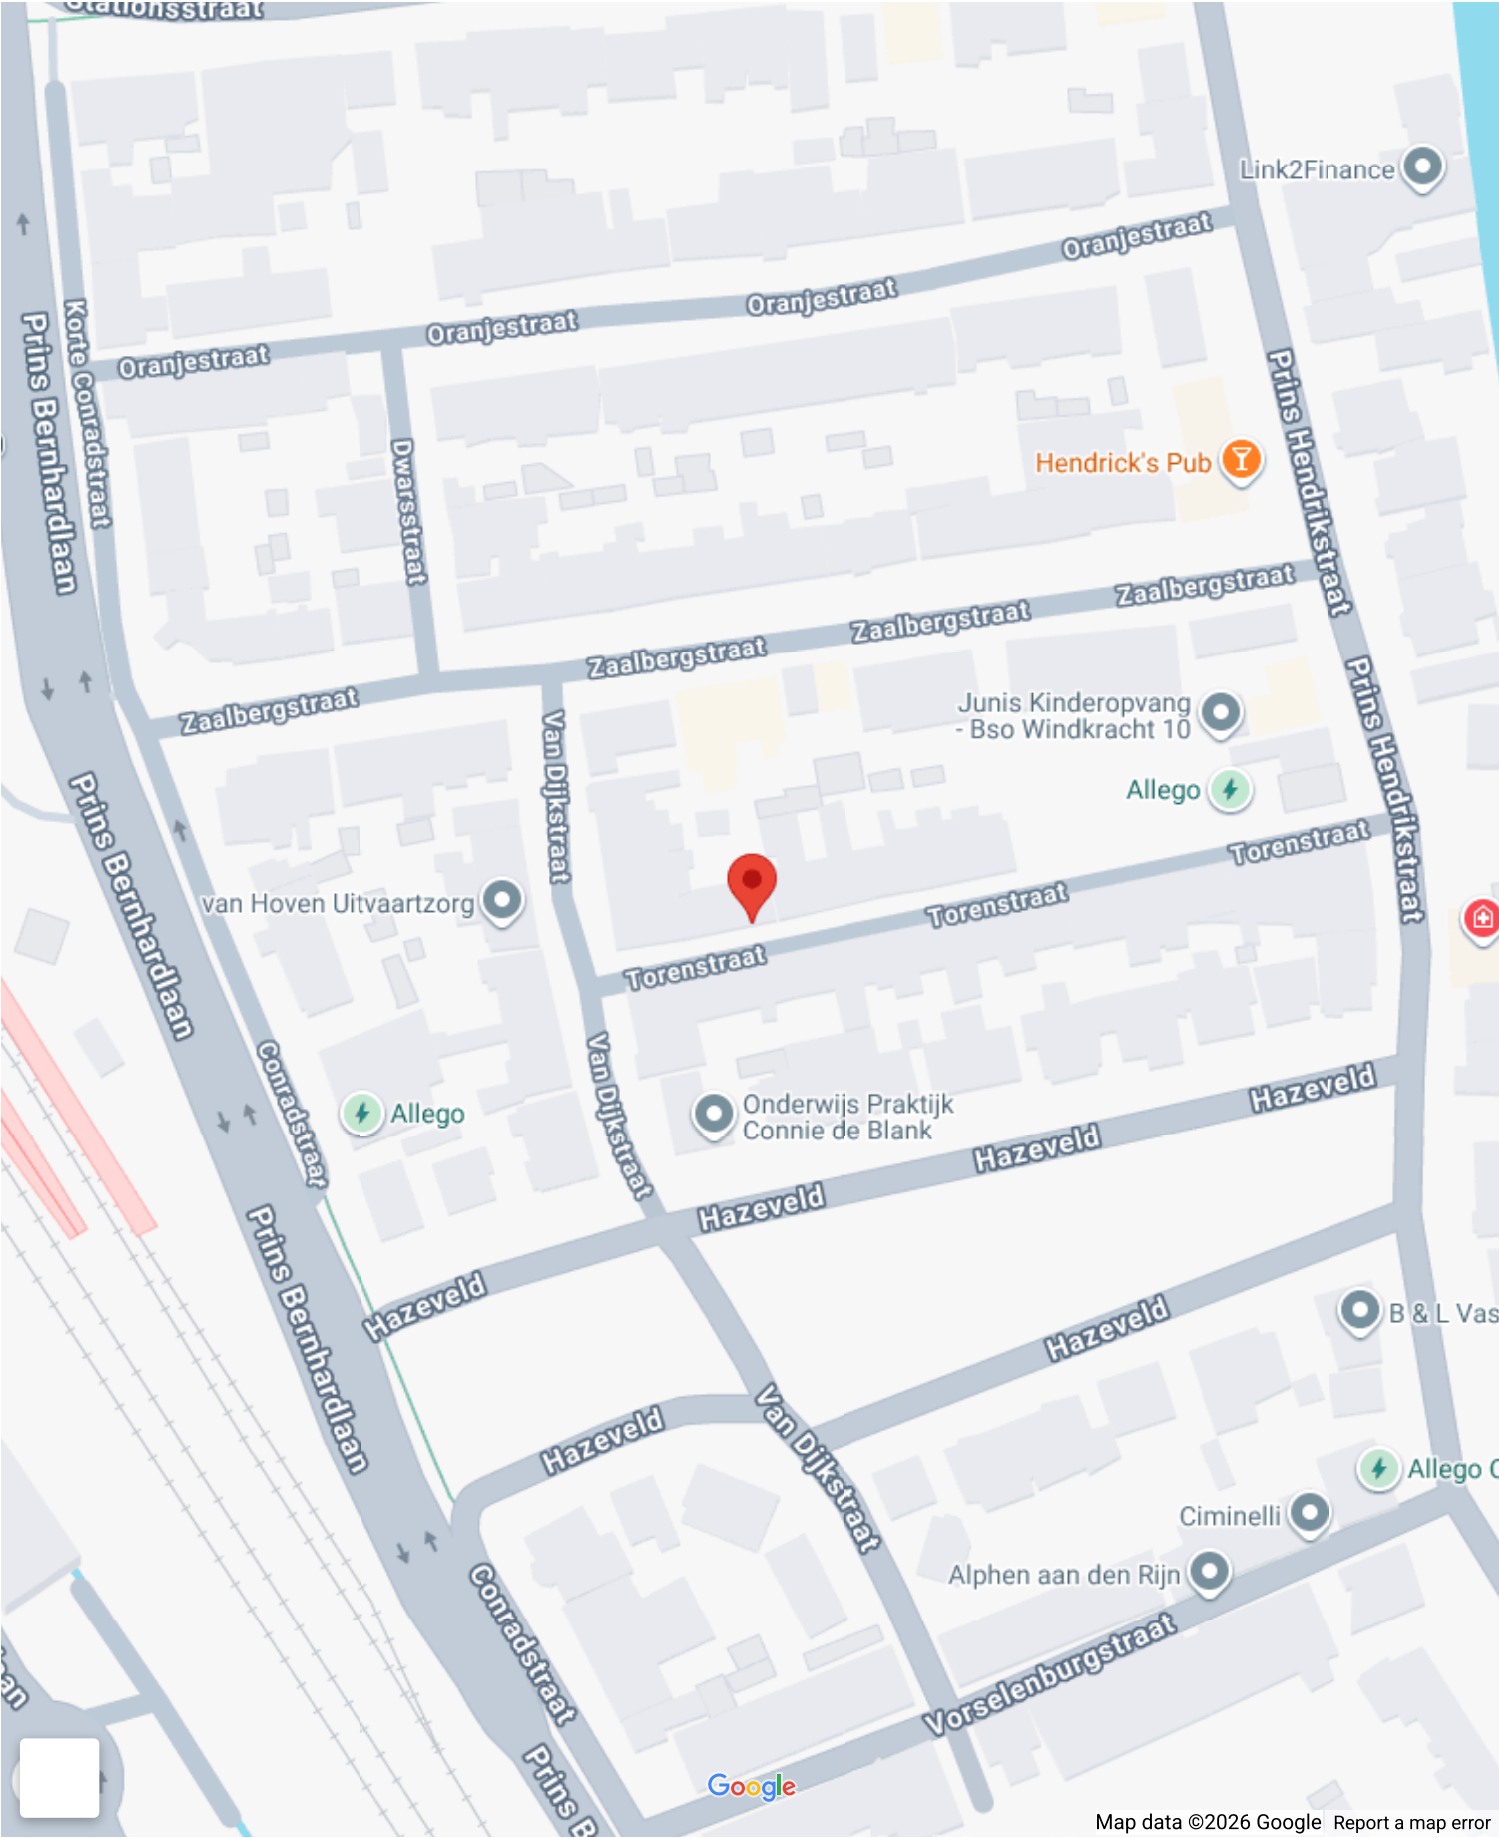 Stationsstraat
Link2Finance
Oranjestraat
Oranjestraat
Oranjestraat
Oranjestraat
Korte Conradstraat
Prins Bernhardlaan
Prins Hendrikstraat
Dwarsstraat
Hendrick's Pub
Zaalbergstraat
Zaalbergstraat
Zaalbergstraat
Zaalbergstraat
Prins Hendrikstraat
Junis Kinderopvang
- Bso Windkracht 10
Van Dijkstraat
Prins Bernhardlaan
Allego
Torenstraat
Torenstraat
Torenstraat
van Hoven Uitvaartzorg
Conradstraat
Van Dijkstraat
Hazeveld
Onderwijs Praktijk
Connie de Blank
Allego
Hazeveld
Hazeveld
Prins Bernhardlaan
Hazeveld
Hazeveld
B & L Vas
Van Dijkstraat
Hazeveld
Allego C
Ciminelli
Alphen aan den Rijn
Conradstraat
Vorselenburgstraat
aan
Prins B
Google
Map data ©2026 Google
Report a map error